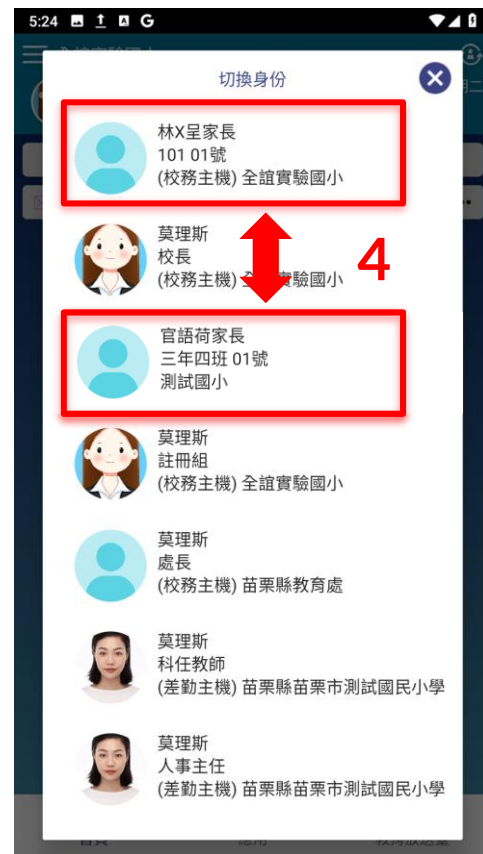 5:24
切換身份
林X呈家長
101 01號
(校務主機) 全誼實驗國小
莫理斯
校長
(校務主機) 全誼實驗國小
4
官語荷家長
三年四班 01號
測試國小
莫理斯
註冊組
(校務主機) 全誼實驗國小
莫理斯
處長
(校務主機) 苗栗縣教育處
莫理斯
科任教師
(差勤主機) 苗栗縣苗栗市測試國民小學
莫理斯
人事主任
(差勤主機) 苗栗縣苗栗市測試國民小學